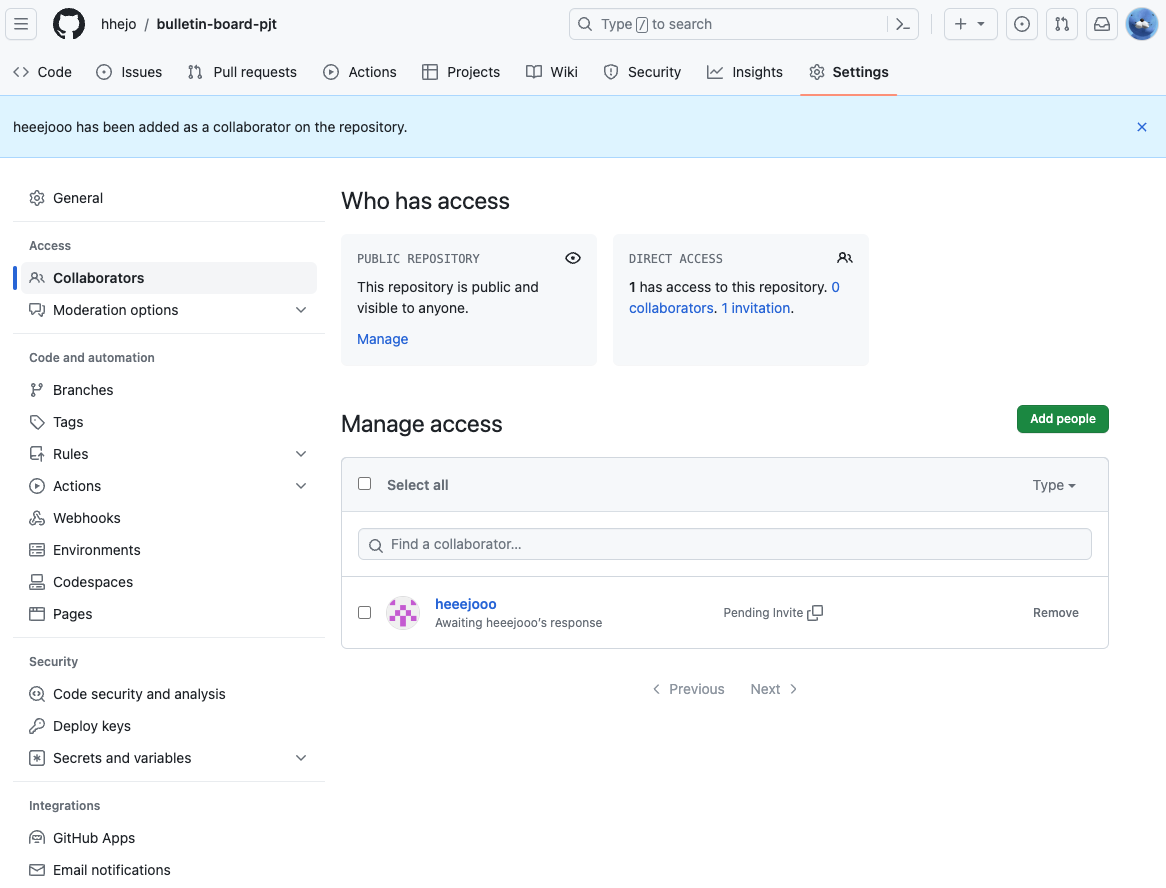 hhejo / bulletin-board-pjt
Type / to search
Code
Issues
Pull requests
Actions
Projects
Wiki
Security
Insights
Settings
heeejooo has been added as a collaborator on the repository.
General
Access
Collaborators
Moderation options
Code and automation
Branches
Tags
Rules
Actions
Webhooks
Environments
Codespaces
Pages
Security
Code security and analysis
Deploy keys
Secrets and variables
Integrations
GitHub Apps
Email notifications
Who has access
PUBLIC REPOSITORY
This repository is public and
visible to anyone.
Manage
DIRECT ACCESS
1 has access to this repository. 0
collaborators. 1 invitation.
Manage access
Add people
Select all
Type
Find a collaborator...
heeejooo
Awaiting heeejooo's response
Pending Invite
Remove
Previous
Next